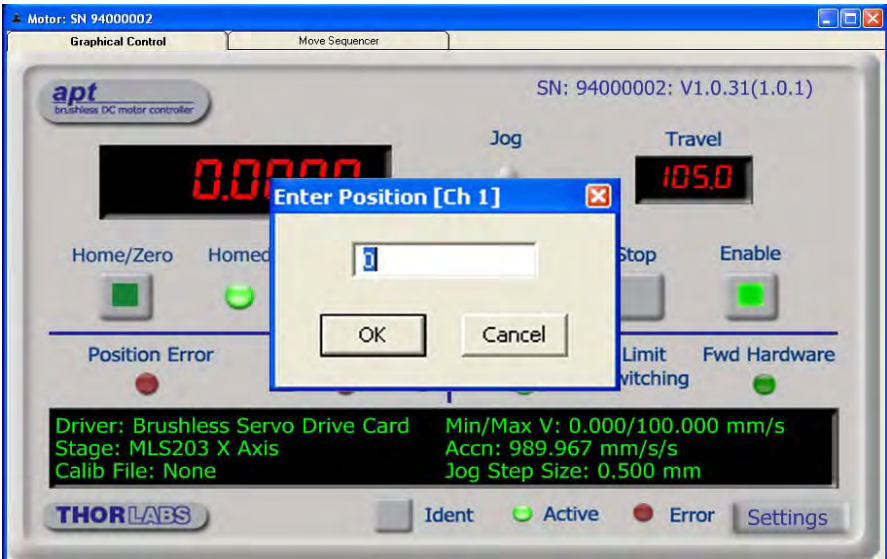 Motor: SN 94000002
Graphical Control
Move Sequencer
apt
brushless DC motor controller
SN: 94000002: V1.0.31(1.0.1)
Jog
Travel
0.0000
105.0
Enter Position [Ch 1]
0
OK
Cancel
Home/Zero
Homed
Stop
Enable
Position Error
Limit
Fwd Hardware
Driver: Brushless Servo Drive Card
Min/Max V: 0.000/100.000 mm/s
Stage: MLS203 X Axis
Accn: 989.967 mm/s/s
Calib File: None
Jog Step Size: 0.500 mm
THORLABS
Ident
Active
Error
Settings